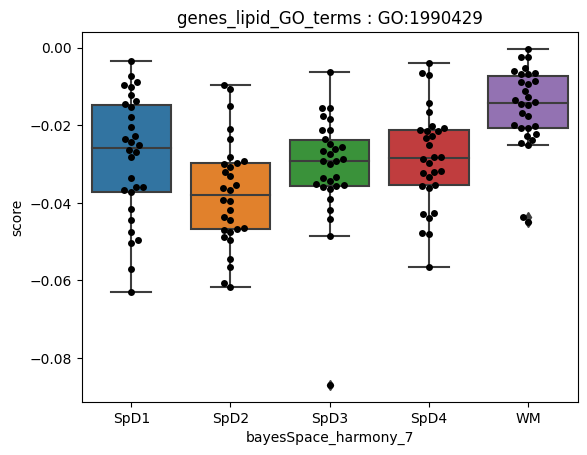 genes_lipid_GO_terms : GO:1990429
0.00
−0.02
−0.04
−0.06
−0.08
score
SpD1 SpD2 SpD3 SpD4 WM
bayesSpace_harmony_7